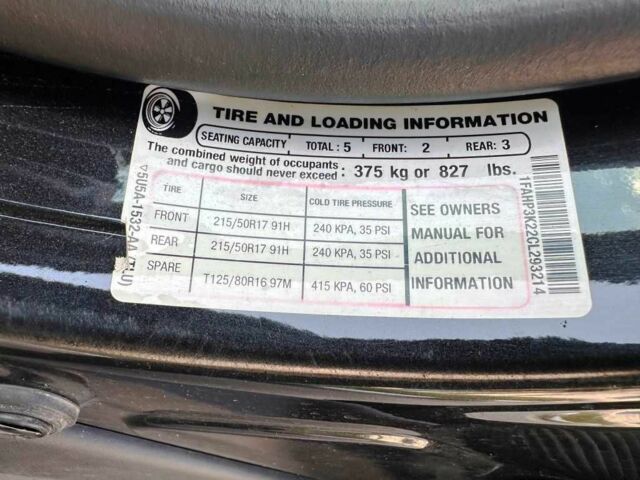 TIRE AND LOADING INFORMATION
SEATING CAPACITY TOTAL : 5 FRONT: 2 REAR: 3
The combined weight of occupants
and cargo should never exceed : 375 kg or 827 lbs.
TIRE SIZE COLD TIRE PRESSURE
FRONT 215/50R17 91H 240 KPA, 35 PSI
REAR 215/50R17 91H 240 KPA, 35 PSI
SPARE T125/80R16 97M 415 KPA, 60 PSI
SEE OWNERS
MANUAL FOR
ADDITIONAL
INFORMATION
5U5A-1532-AA
1FAHP3K22CL293214